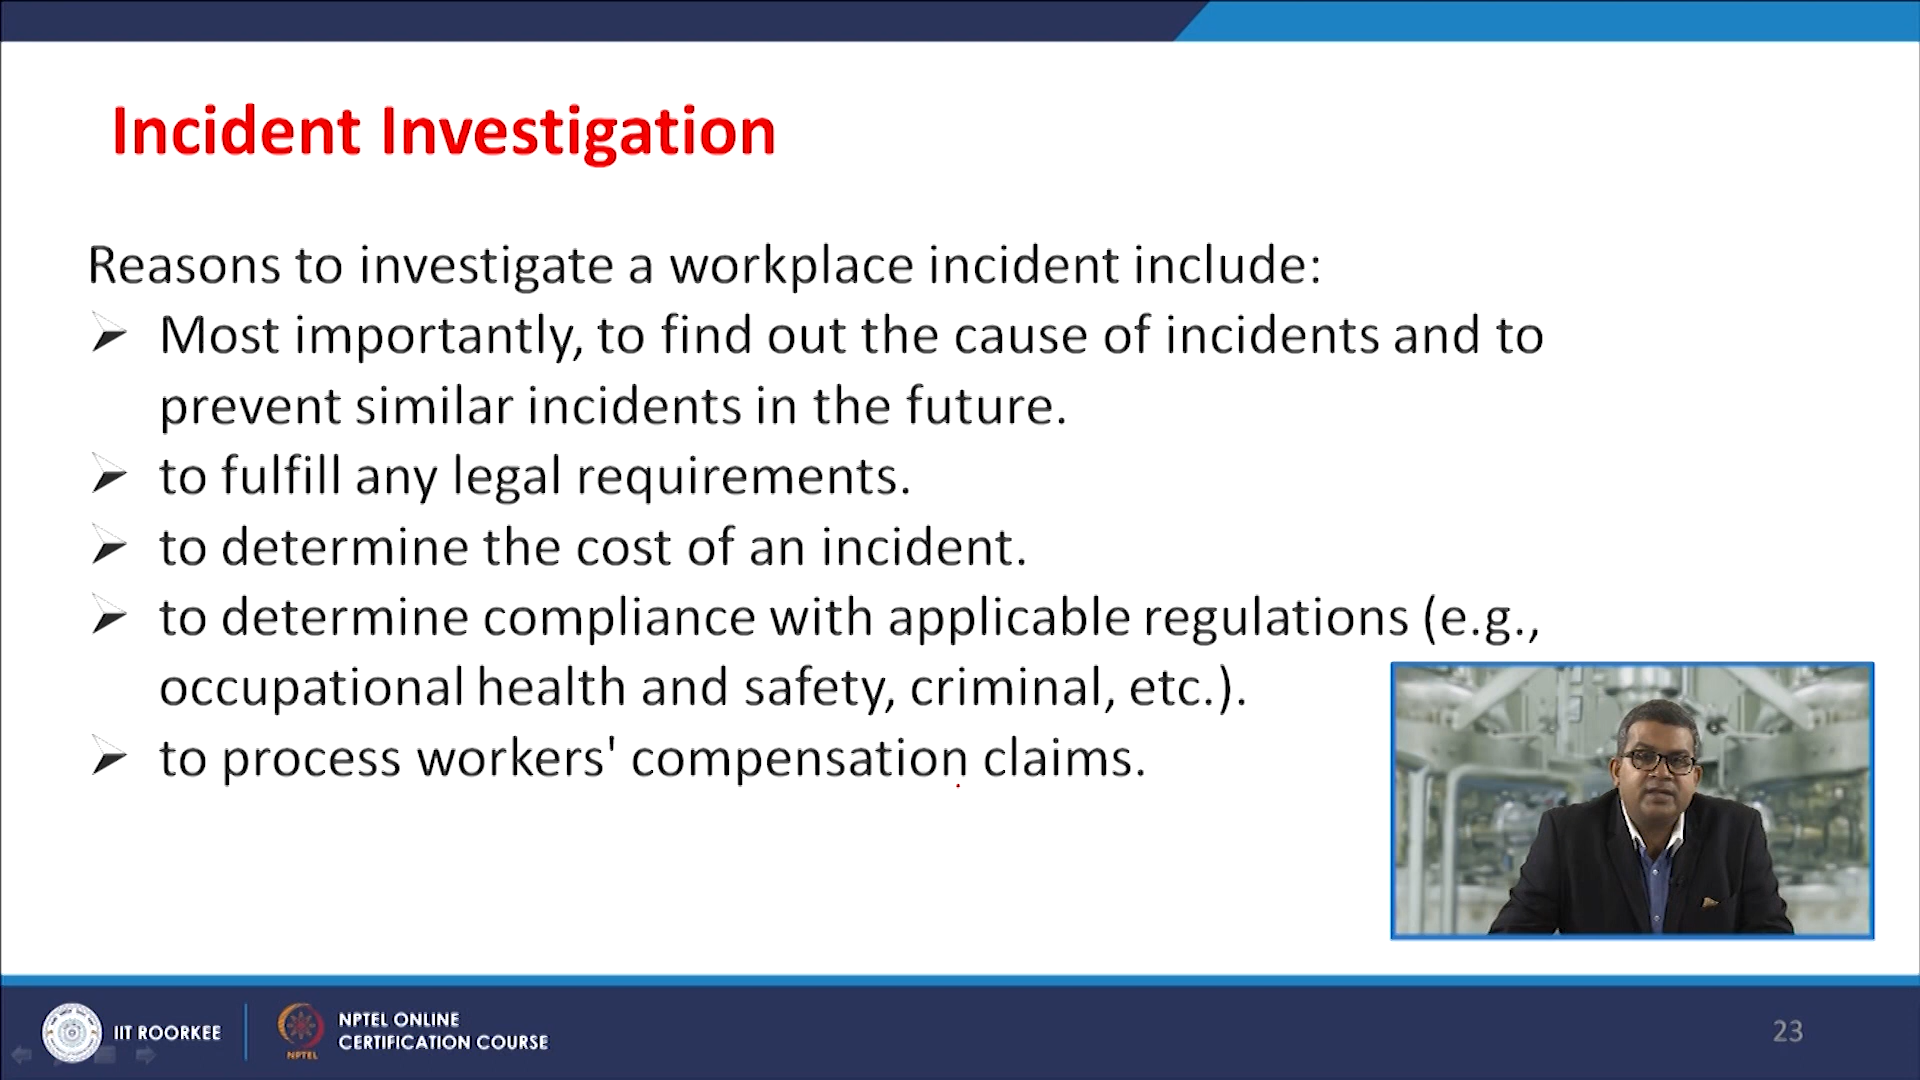 Incident Investigation
Reasons to investigate a workplace incident include:
➢ Most importantly, to find out the cause of incidents and to
prevent similar incidents in the future.
➢ to fulfill any legal requirements.
➢ to determine the cost of an incident.
➢ to determine compliance with applicable regulations (e.g.,
occupational health and safety, criminal, etc.).
➢ to process workers' compensation claims.
IIT ROORKEE
NPTEL
NPTEL ONLINE
CERTIFICATION COURSE
23